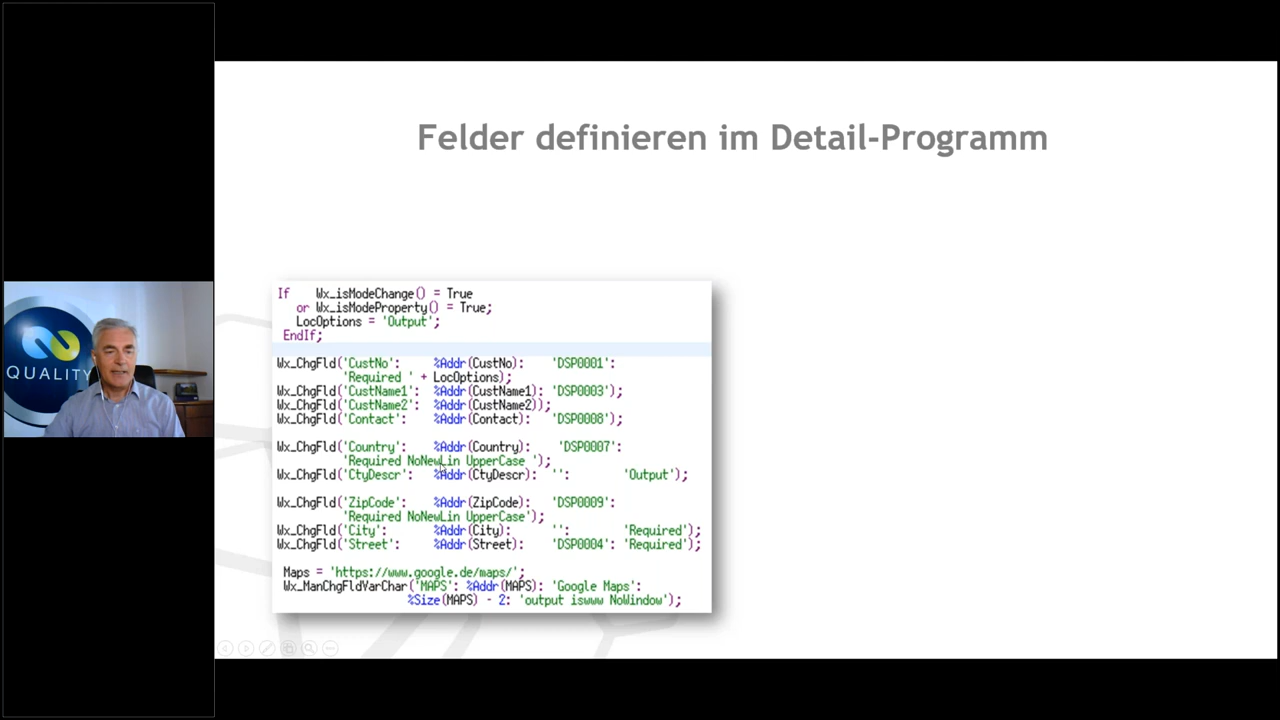 Felder definieren im Detail-Programm
If Wx_isModeChange() = True
or Wx_isModeProperty() = True;
LocOptions = 'Output';
EndIf;
Wx_ChgFld('CustNo': %Addr(CustNo): 'DSP0001':
'Required ' + LocOptions);
Wx_ChgFld('CustName1': %Addr(CustName1): 'DSP0003');
Wx_ChgFld('CustName2': %Addr(CustName2));
Wx_ChgFld('Contact': %Addr(Contact): 'DSP0008');
Wx_ChgFld('Country': %Addr(Country): 'DSP0007':
'Required NoNewLin UpperCase ');
Wx_ChgFld('CtyDescr': %Addr(CtyDescr): '': 'Output');
Wx_ChgFld('ZipCode': %Addr(ZipCode): 'DSP0009':
'Required NoNewLin UpperCase');
Wx_ChgFld('City': %Addr(City): '': 'Required');
Wx_ChgFld('Street': %Addr(Street): 'DSP0004': 'Required');
Maps = 'https://www.google.de/maps/';
Wx_ManChgFldVarChar('MAPS': %Addr(MAPS): 'Google Maps':
%Size(MAPS) - 2: 'output iswww NoWindow');
QUALITY